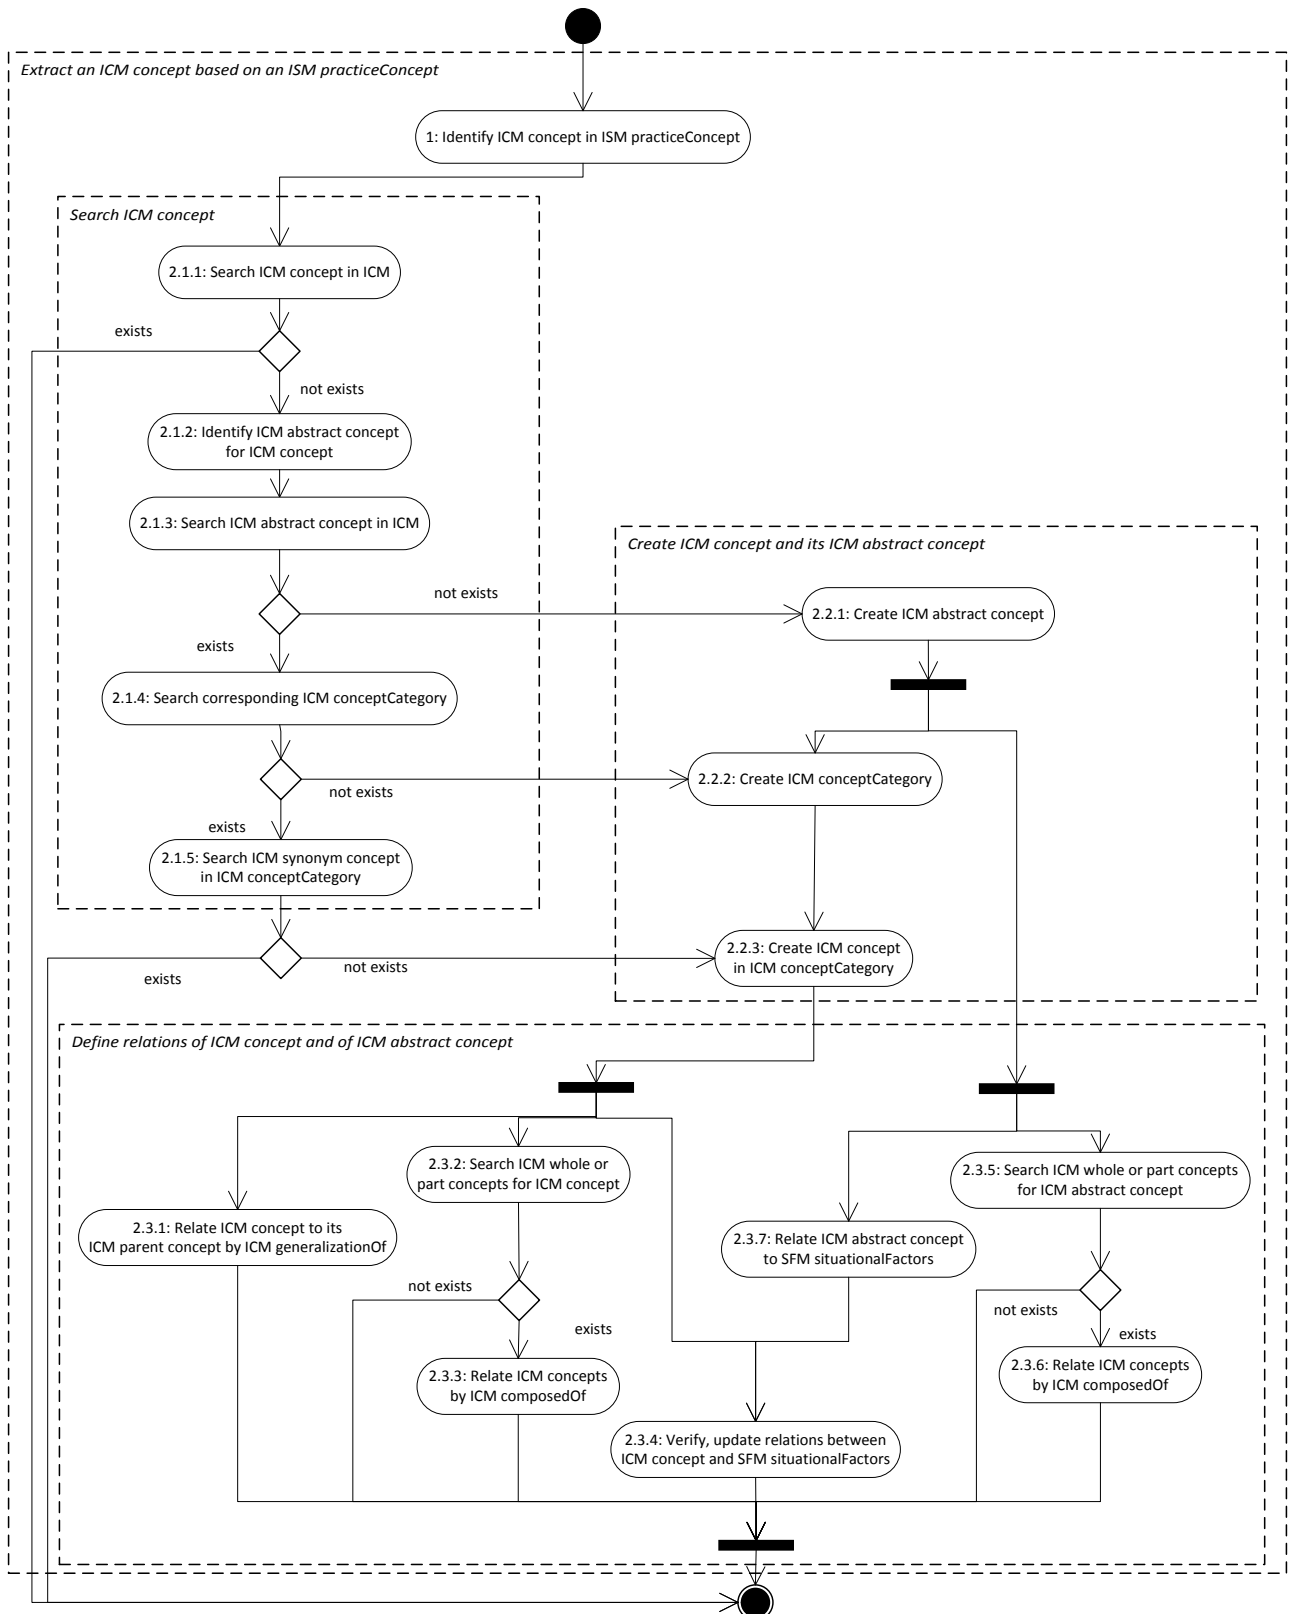 Extract an ICM concept based on an ISM practiceConcept
1: Identify ICM concept in ISM practiceConcept
Search ICM concept
2.1.1: Search ICM concept in ICM
exists
not exists
2.1.2: Identify ICM abstract concept
for ICM concept
2.1.3: Search ICM abstract concept in ICM
Create ICM concept and its ICM abstract concept
not exists
2.2.1: Create ICM abstract concept
exists
2.1.4: Search corresponding ICM conceptCategory
2.2.2: Create ICM conceptCategory
not exists
exists
2.1.5: Search ICM synonym concept
in ICM conceptCategory
2.2.3: Create ICM concept
in ICM conceptCategory
not exists
exists
Define relations of ICM concept and of ICM abstract concept
2.3.2: Search ICM whole or
part concepts for ICM concept
2.3.5: Search ICM whole or part concepts
for ICM abstract concept
2.3.1: Relate ICM concept to its
ICM parent concept by ICM generalizationOf
2.3.7: Relate ICM abstract concept
to SFM situationalFactors
not exists
not exists
exists
exists
2.3.3: Relate ICM concepts
by ICM composedOf
2.3.6: Relate ICM concepts
by ICM composedOf
2.3.4: Verify, update relations between
ICM concept and SFM situationalFactors